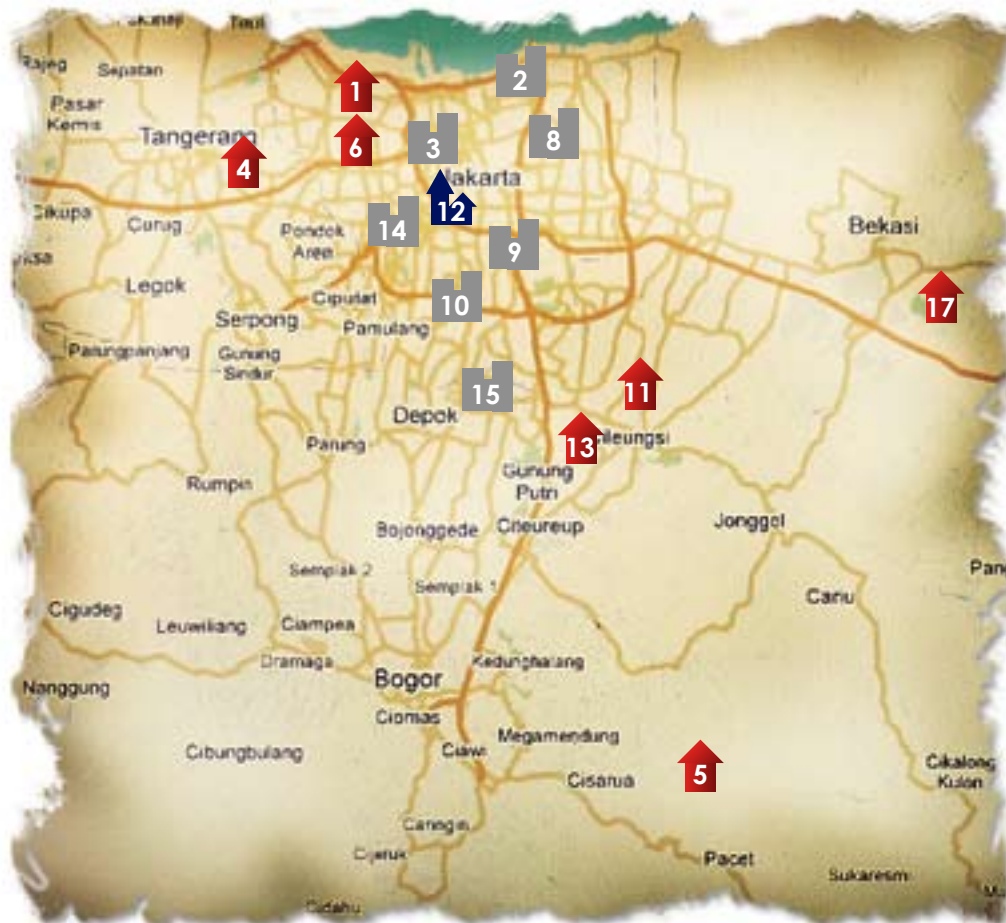 Rajeg
Sepatan
1
2
Pasar
Kemis
Tangerang
4
6
3
8
Jakarta
12
Cikupa
Curug
Pondok
Area
14
9
Bekasi
Legok
Ciputat
10
17
Serpong
Pamulang
Parungpanjang
Gunung
Sindur
15
11
Depok
13
Parung
Gunung
Putri
Rumpin
Bojonggede
Citeureup
Jonggol
Semplak 2
Semplak 1
Cariu
Cigudeg
Leuwiliang
Ciampea
Dramaga
Kedunghalang
Nanggung
Bogor
Ciomas
Cibungbulang
Ciawi
Megamendung
5
Cisarua
Cikalong
Kulon
Caringin
Cijeruk
Pacet
Sukaresmi
Cidahu